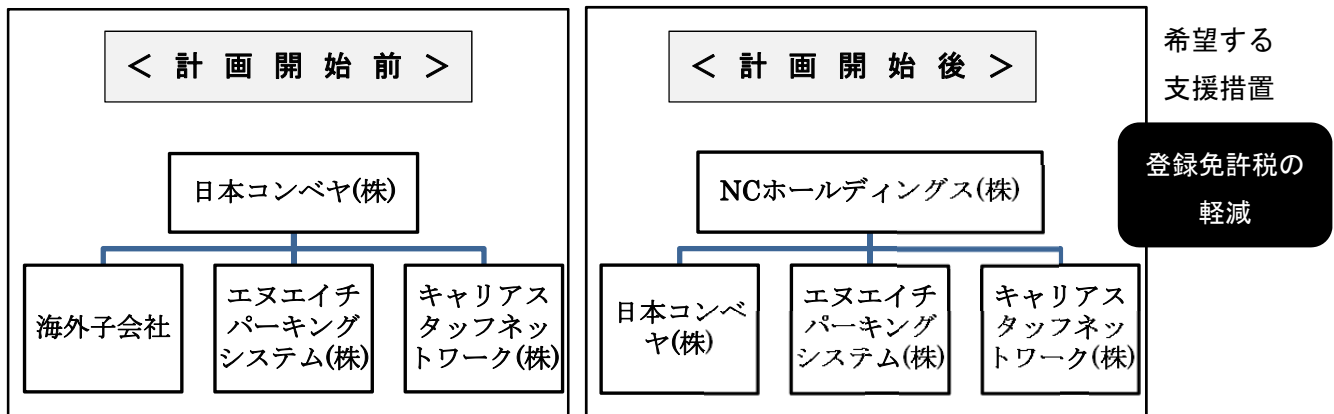 ＜計画開始前＞
日本コンベヤ(株)
海外子会社
エヌエイチ
パーキング
システム(株)
キャリアス
タッフネッ
トワーク(株)
＜計画開始後＞
NCホールディングス(株)
日本コンベ
ヤ(株)
エヌエイチ
パーキング
システム(株)
キャリアス
タッフネッ
トワーク(株)
希望する
支援措置
登録免許税の
軽減